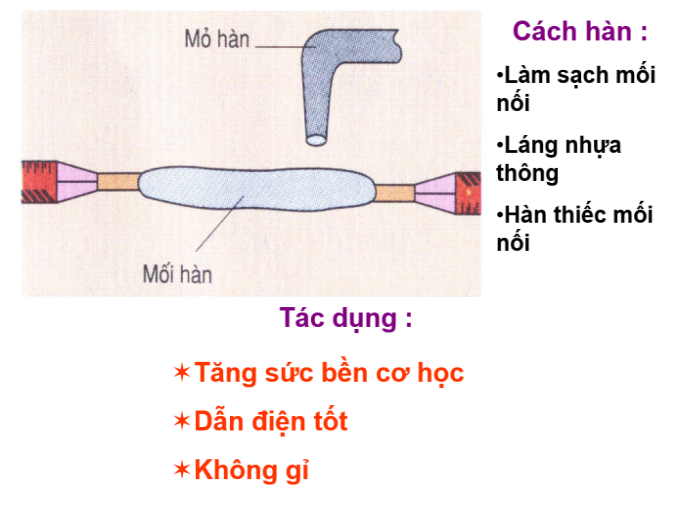 Mỏ hàn
Mối hàn
Cách hàn :
•Làm sạch mối
nối
•Láng nhựa
thông
•Hàn thiếc mối
nối
Tác dụng :
✶Tăng sức bền cơ học
✶Dẫn điện tốt
✶Không gỉ